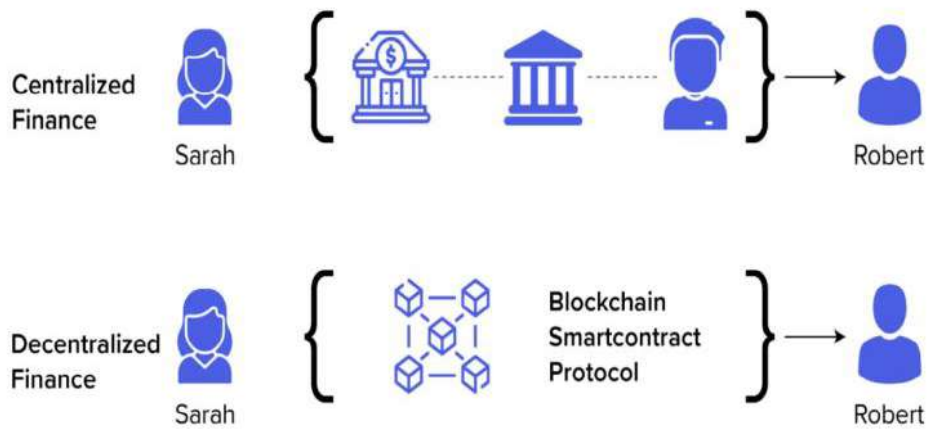 Centralized
Finance
$
Sarah
Robert
Decentralized
Finance
Blockchain
Smartcontract
Protocol
Sarah
Robert